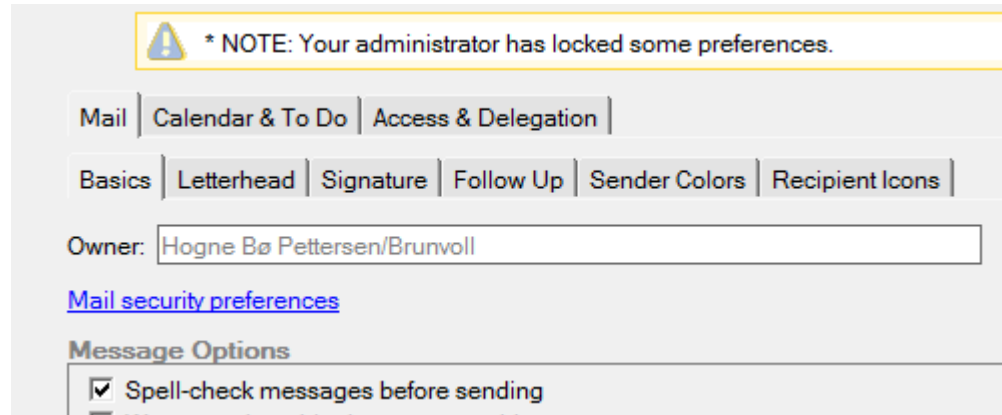 * NOTE: Your administrator has locked some preferences.
Mail Calendar & To Do Access & Delegation
Basics Letterhead Signature Follow Up Sender Colors Recipient Icons
Owner: Hogne Bø Pettersen/Brunvoll
Mail security preferences
Message Options
Spell-check messages before sending